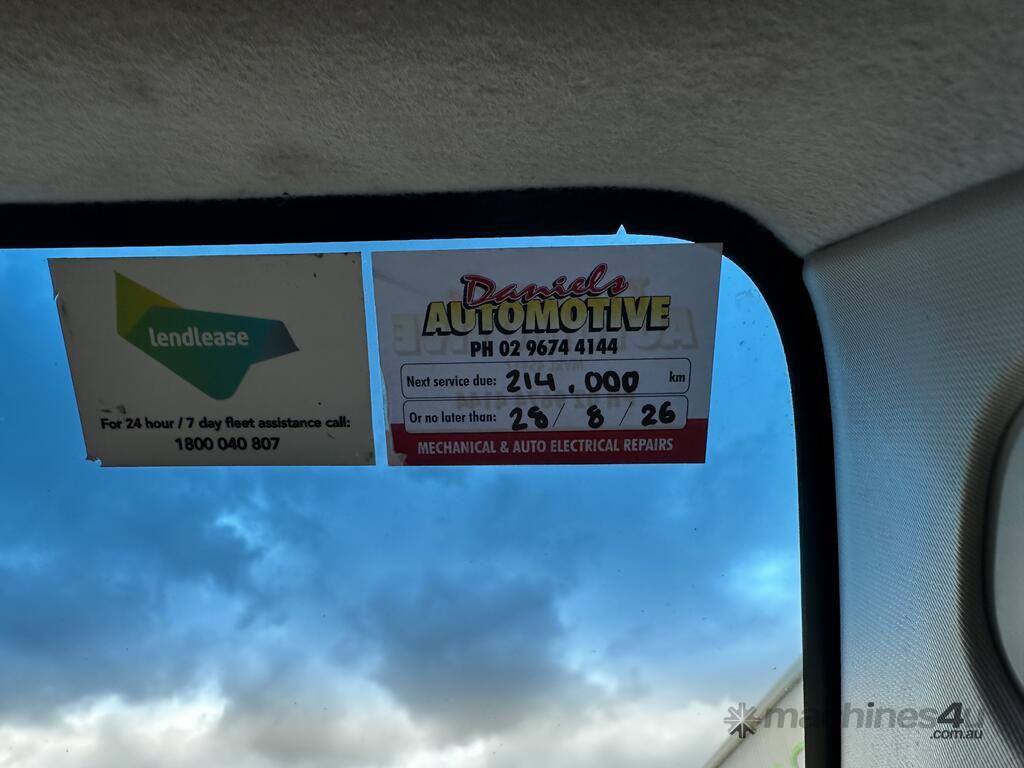 lendlease
For 24 hour / 7 day fleet assistance call:
1800 040 807
Daniels
AUTOMOTIVE
PH 02 9674 4144
Next service due: 214,000 km
Or no later than: 28 / 8 / 26
MECHANICAL & AUTO ELECTRICAL REPAIRS
machines4u
.com.au